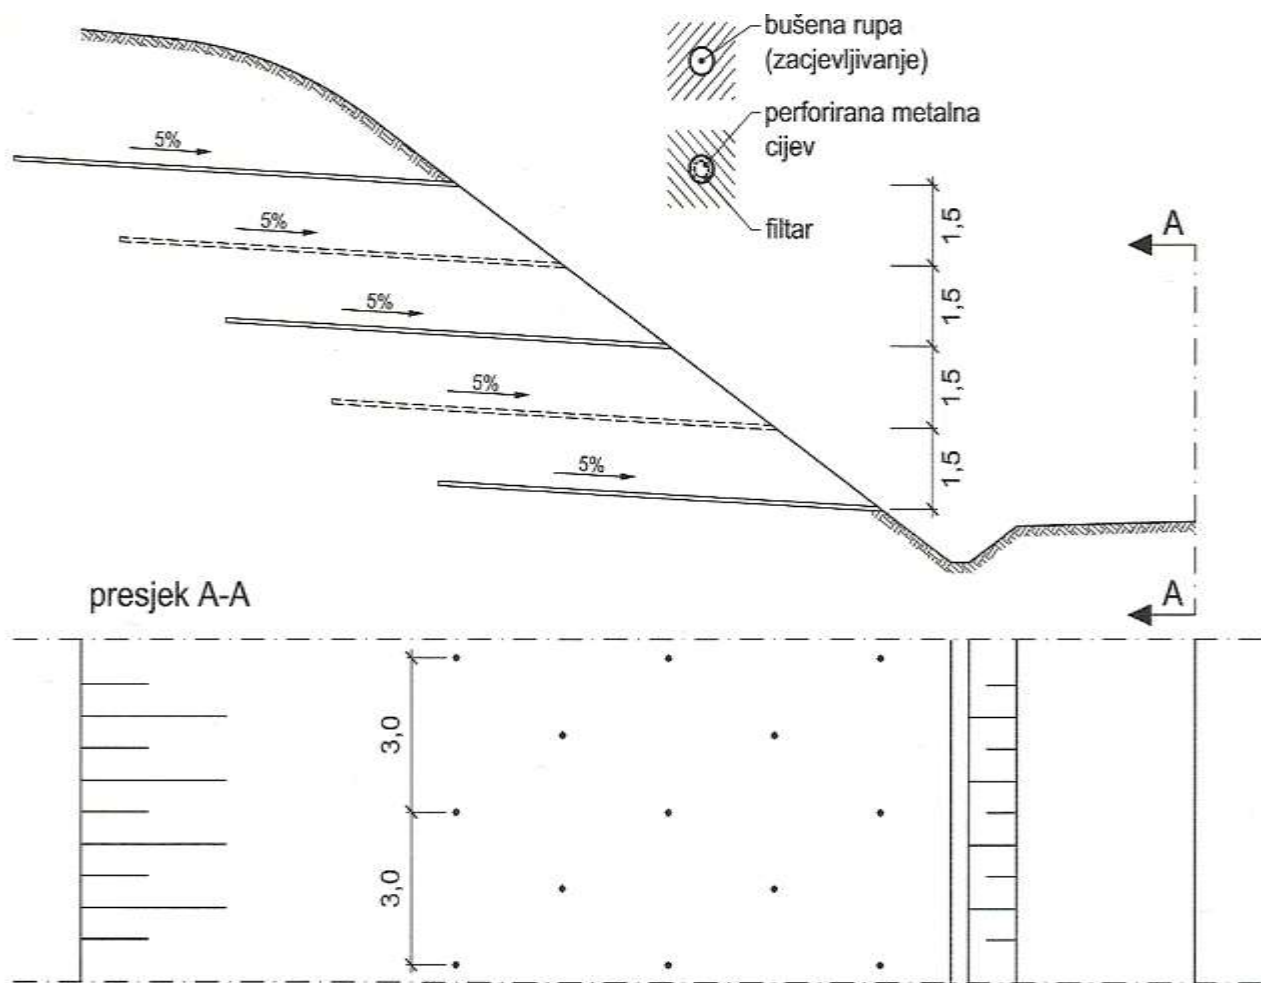 bušena rupa
(zacjevljivanje)
perforirana metalna
cijev
filtar
5%
5%
5%
5%
5%
1,5
1,5
1,5
1,5
A
A
presjek A-A
3,0
3,0